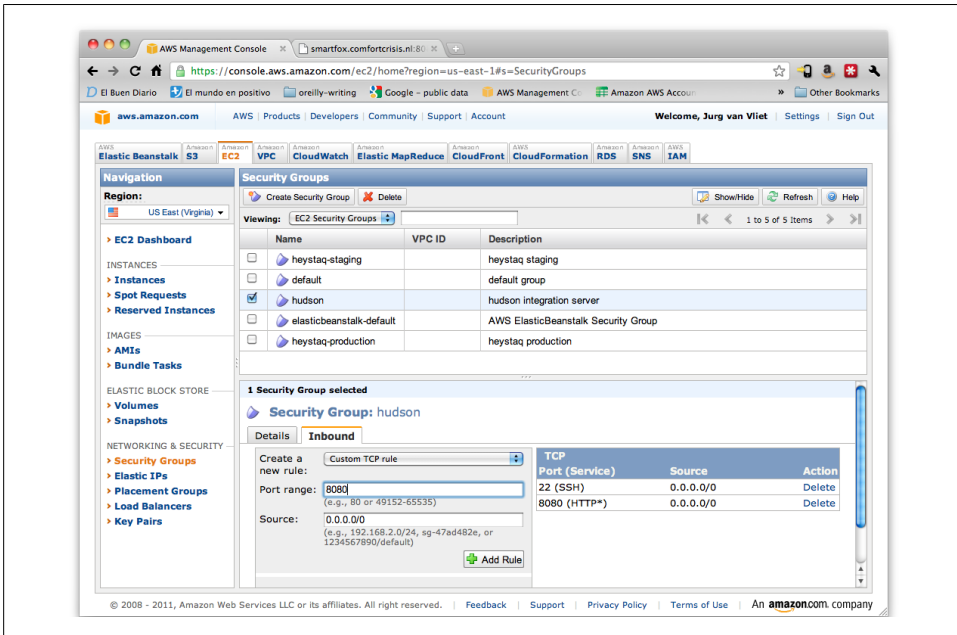 AWS Management Console
smartfox.comfortcrisis.nl:80
https://console.aws.amazon.com/ec2/home?region=us-east-1#s=SecurityGroups
El Buen Diario El mundo en positivo oreilly-writing Google - public data AWS Management Co Amazon AWS Accoun » Other Bookmarks
aws.amazon.com AWS | Products | Developers | Community | Support | Account Welcome, Jurg van Vliet | Settings | Sign Out
AWS Elastic Beanstalk
Amazon S3
Amazon EC2
Amazon VPC
Amazon CloudWatch
Amazon Elastic MapReduce
Amazon CloudFront
AWS CloudFormation
Amazon RDS
Amazon SNS
AWS IAM
Navigation
Region:
US East (Virginia)
EC2 Dashboard
INSTANCES
Instances
Spot Requests
Reserved Instances
IMAGES
AMIs
Bundle Tasks
ELASTIC BLOCK STORE
Volumes
Snapshots
NETWORKING & SECURITY
Security Groups
Elastic IPs
Placement Groups
Load Balancers
Key Pairs
Security Groups
Create Security Group Delete Show/Hide Refresh Help
Viewing: EC2 Security Groups 1 to 5 of 5 Items
Name VPC ID Description
heystaq-staging heystaq staging
default default group
hudson hudson integration server
elasticbeanstalk-default AWS ElasticBeanstalk Security Group
heystaq-production heystaq production
1 Security Group selected
Security Group: hudson
Details Inbound
Create a new rule: Custom TCP rule
Port range: 8080
(e.g., 80 or 49152-65535)
Source: 0.0.0.0/0
(e.g., 192.168.2.0/24, sg-47ad482e, or
1234567890/default)
Add Rule
TCP
Port (Service) Source Action
22 (SSH) 0.0.0.0/0 Delete
8080 (HTTP*) 0.0.0.0/0 Delete
© 2008 - 2011, Amazon Web Services LLC or its affiliates. All right reserved. | Feedback | Support | Privacy Policy | Terms of Use | An amazon.com. company